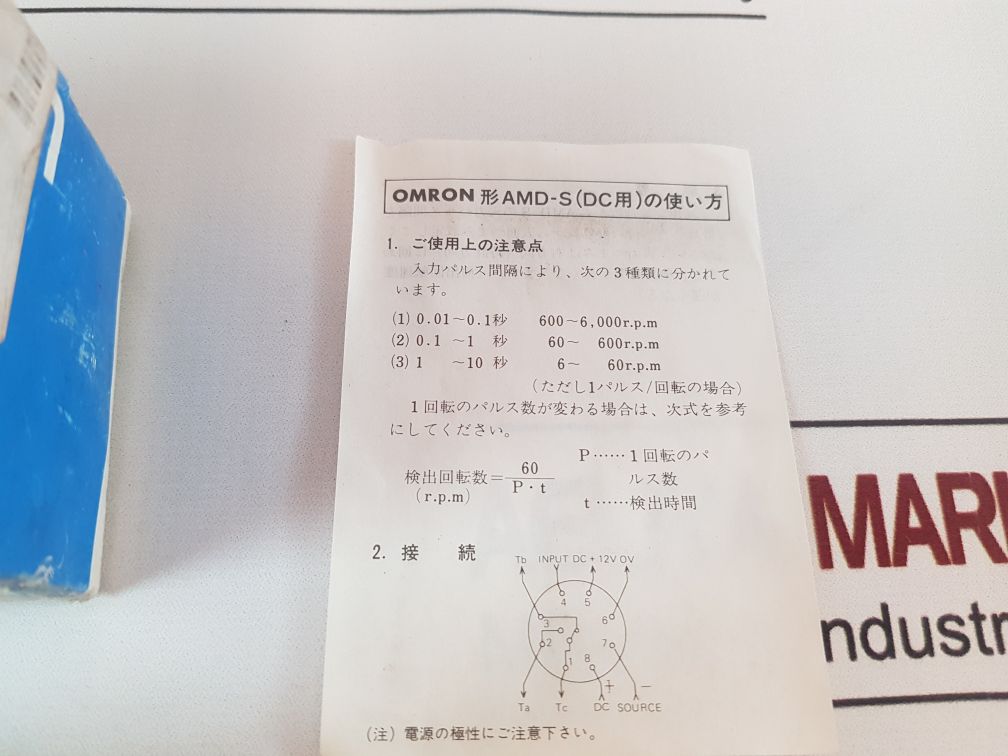 OMRON 形AMD-S(DC用)の使い方
1. ご使用上の注意点
入力パルス間隔により、次の3種類に分かれて
います。
(1) 0.01～0.1秒 600～6,000r.p.m
(2) 0.1 ～1 秒 60～ 600r.p.m
(3) 1 ～10 秒 6～ 60r.p.m
(ただし1パルス/回転の場合)
1回転のパルス数が変わる場合は、次式を参考
にしてください。
検出回転数=60/P・t
(r.p.m)
P……1回転のパ
ルス数
t……検出時間
2. 接 続
Tb INPUT DC+12V 0V
4 5
3 6
2 7
1 8
+ −
Ta Tc DC SOURCE
(注) 電源の極性にご注意下さい。
MAR
ndustr